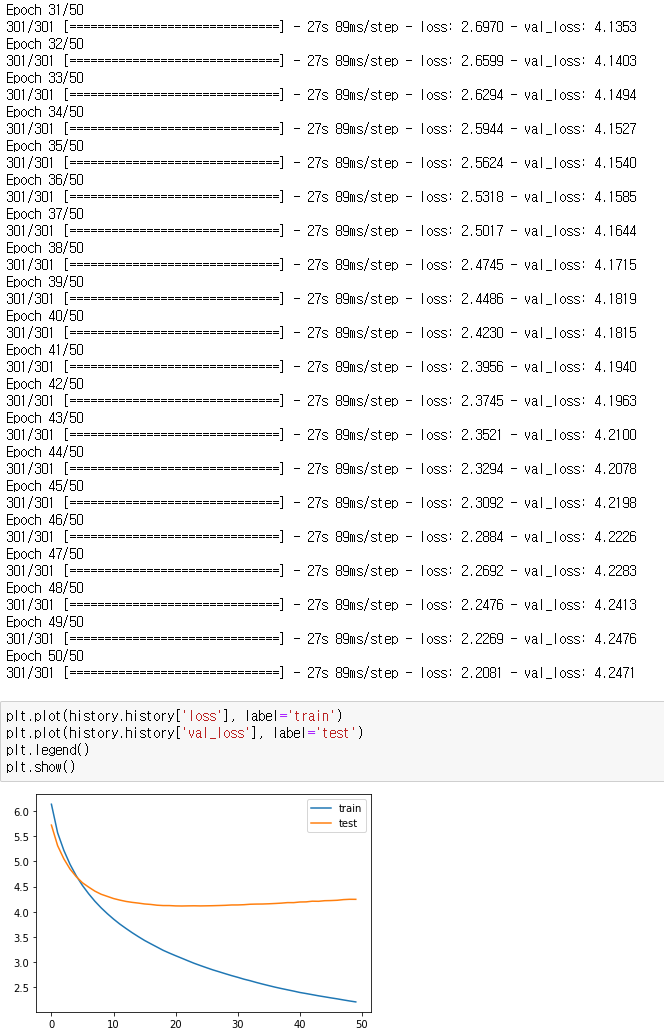 Epoch 31/50
301/301 [==============================] - 27s 89ms/step - loss: 2.6970 - val_loss: 4.1353
Epoch 32/50
301/301 [==============================] - 27s 89ms/step - loss: 2.6599 - val_loss: 4.1403
Epoch 33/50
301/301 [==============================] - 27s 89ms/step - loss: 2.6294 - val_loss: 4.1494
Epoch 34/50
301/301 [==============================] - 27s 89ms/step - loss: 2.5944 - val_loss: 4.1527
Epoch 35/50
301/301 [==============================] - 27s 89ms/step - loss: 2.5624 - val_loss: 4.1540
Epoch 36/50
301/301 [==============================] - 27s 89ms/step - loss: 2.5318 - val_loss: 4.1585
Epoch 37/50
301/301 [==============================] - 27s 89ms/step - loss: 2.5017 - val_loss: 4.1644
Epoch 38/50
301/301 [==============================] - 27s 89ms/step - loss: 2.4745 - val_loss: 4.1715
Epoch 39/50
301/301 [==============================] - 27s 89ms/step - loss: 2.4486 - val_loss: 4.1819
Epoch 40/50
301/301 [==============================] - 27s 89ms/step - loss: 2.4230 - val_loss: 4.1815
Epoch 41/50
301/301 [==============================] - 27s 89ms/step - loss: 2.3956 - val_loss: 4.1940
Epoch 42/50
301/301 [==============================] - 27s 89ms/step - loss: 2.3745 - val_loss: 4.1963
Epoch 43/50
301/301 [==============================] - 27s 89ms/step - loss: 2.3521 - val_loss: 4.2100
Epoch 44/50
301/301 [==============================] - 27s 89ms/step - loss: 2.3294 - val_loss: 4.2078
Epoch 45/50
301/301 [==============================] - 27s 89ms/step - loss: 2.3092 - val_loss: 4.2198
Epoch 46/50
301/301 [==============================] - 27s 89ms/step - loss: 2.2884 - val_loss: 4.2226
Epoch 47/50
301/301 [==============================] - 27s 89ms/step - loss: 2.2692 - val_loss: 4.2283
Epoch 48/50
301/301 [==============================] - 27s 89ms/step - loss: 2.2476 - val_loss: 4.2413
Epoch 49/50
301/301 [==============================] - 27s 89ms/step - loss: 2.2269 - val_loss: 4.2476
Epoch 50/50
301/301 [==============================] - 27s 89ms/step - loss: 2.2081 - val_loss: 4.2471
plt.plot(history.history['loss'], label='train')
plt.plot(history.history['val_loss'], label='test')
plt.legend()
plt.show()
train
test
6.0
5.5
5.0
4.5
4.0
3.5
3.0
2.5
0 10 20 30 40 50